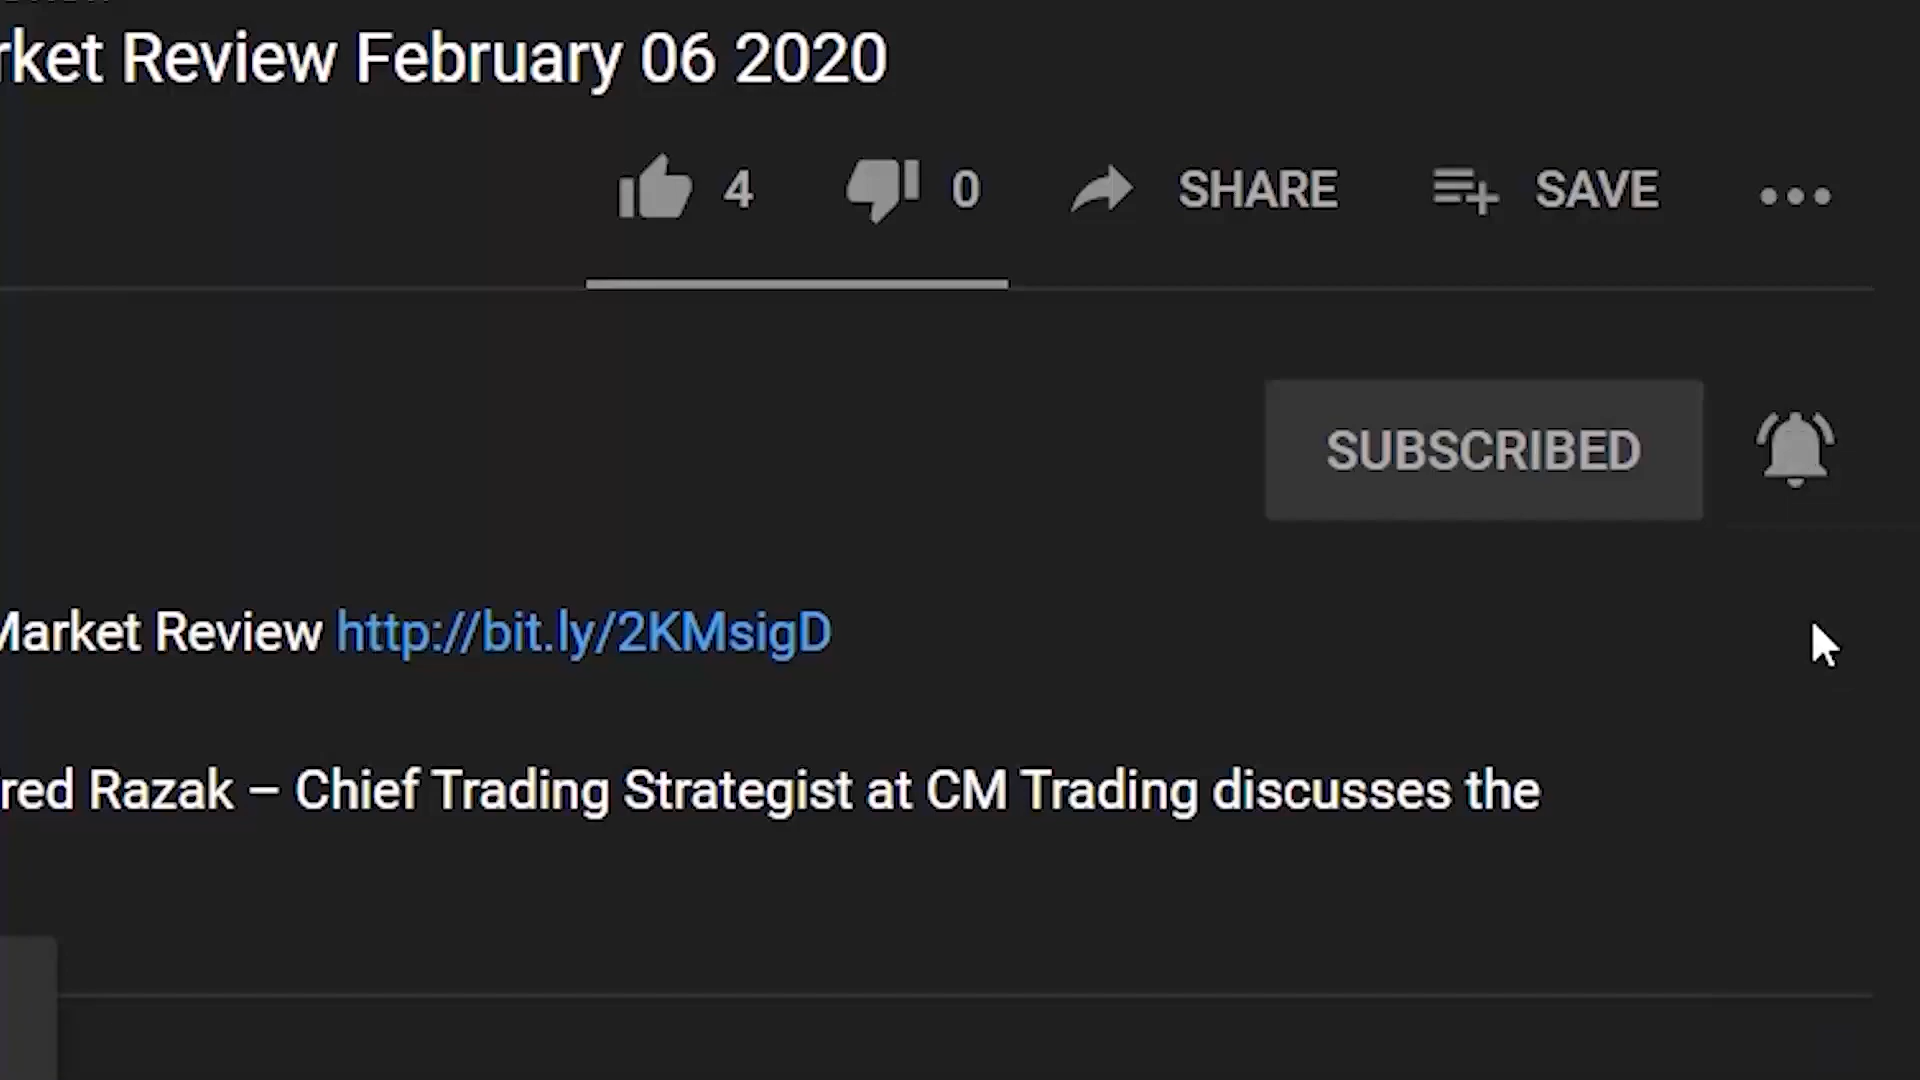 rket Review February 06 2020
4 0 SHARE SAVE
SUBSCRIBED
Market Review http://bit.ly/2KMsigD
red Razak – Chief Trading Strategist at CM Trading discusses the